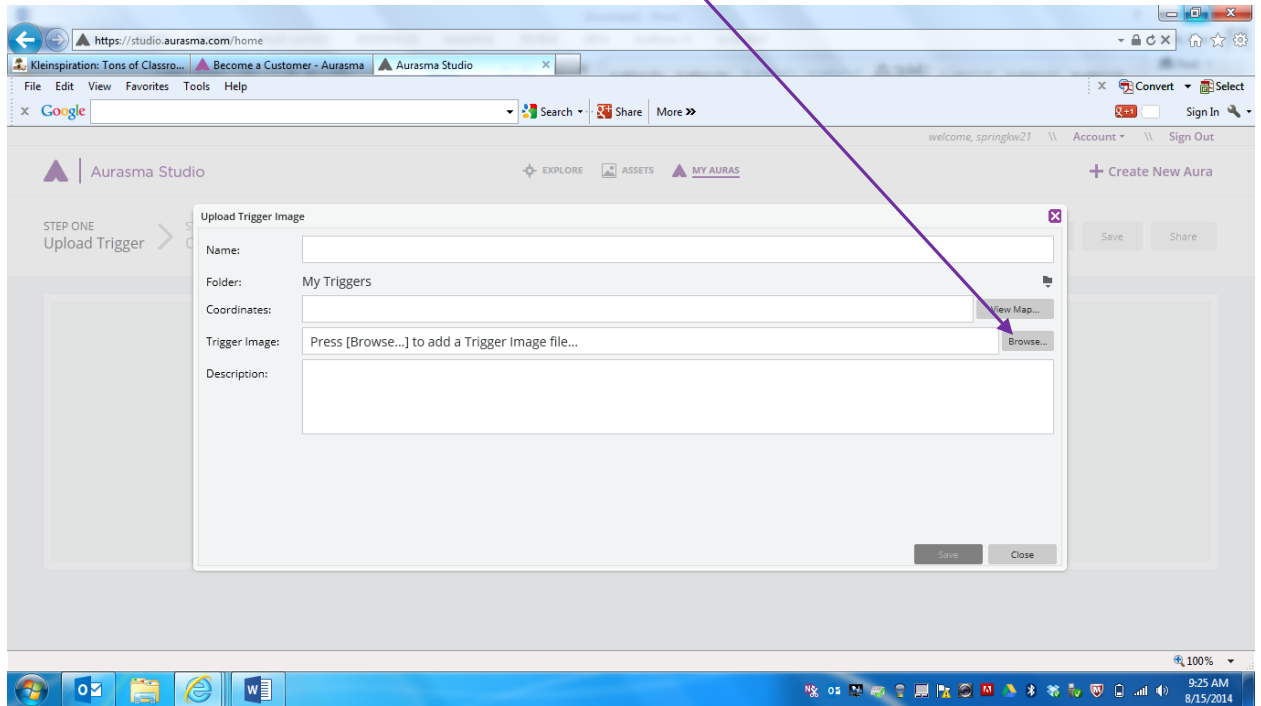 https://studio.aurasma.com/home
Kleinspiration: Tons of Classro... Become a Customer - Aurasma Aurasma Studio
File Edit View Favorites Tools Help
Convert Select
x Google Search Share More >> Sign In
welcome, springkw21 \\ Account \\ Sign Out
Aurasma Studio EXPLORE ASSETS MY AURAS + Create New Aura
Upload Trigger Image
STEP ONE
Upload Trigger Save Share
Name:
Folder: My Triggers
Coordinates: View Map...
Trigger Image: Press [Browse...] to add a Trigger Image file... Browse...
Description:
Save Close
100%
9:25 AM
8/15/2014